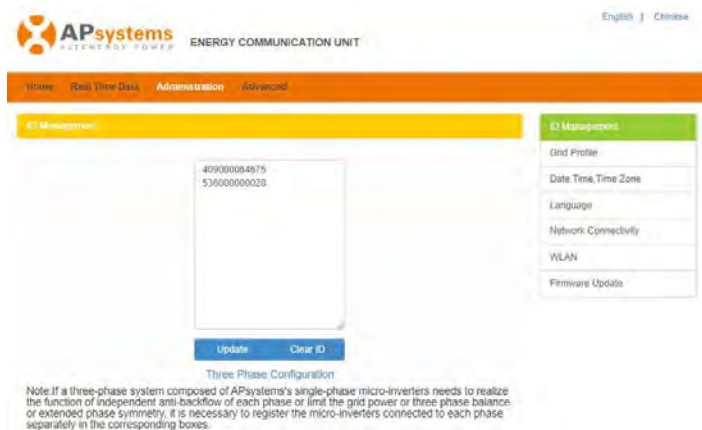 English | Chinese
APsystems
ALTENERGY POWER
ENERGY COMMUNICATION UNIT
Home Real Time Data Administration Advanced
ID Management
ID Management
Grid Profile
Date,Time,Time Zone
Language
Network Connectivity
WLAN
Firmware Update
409000064675
536000000028
Update Clear ID
Three Phase Configuration
Note:If a three-phase system composed of APsystems's single-phase micro-inverters needs to realize
the function of independent anti-backflow of each phase or limit the grid power or three phase balance
or extended phase symmetry, it is necessary to register the micro-inverters connected to each phase
separately in the corresponding boxes.